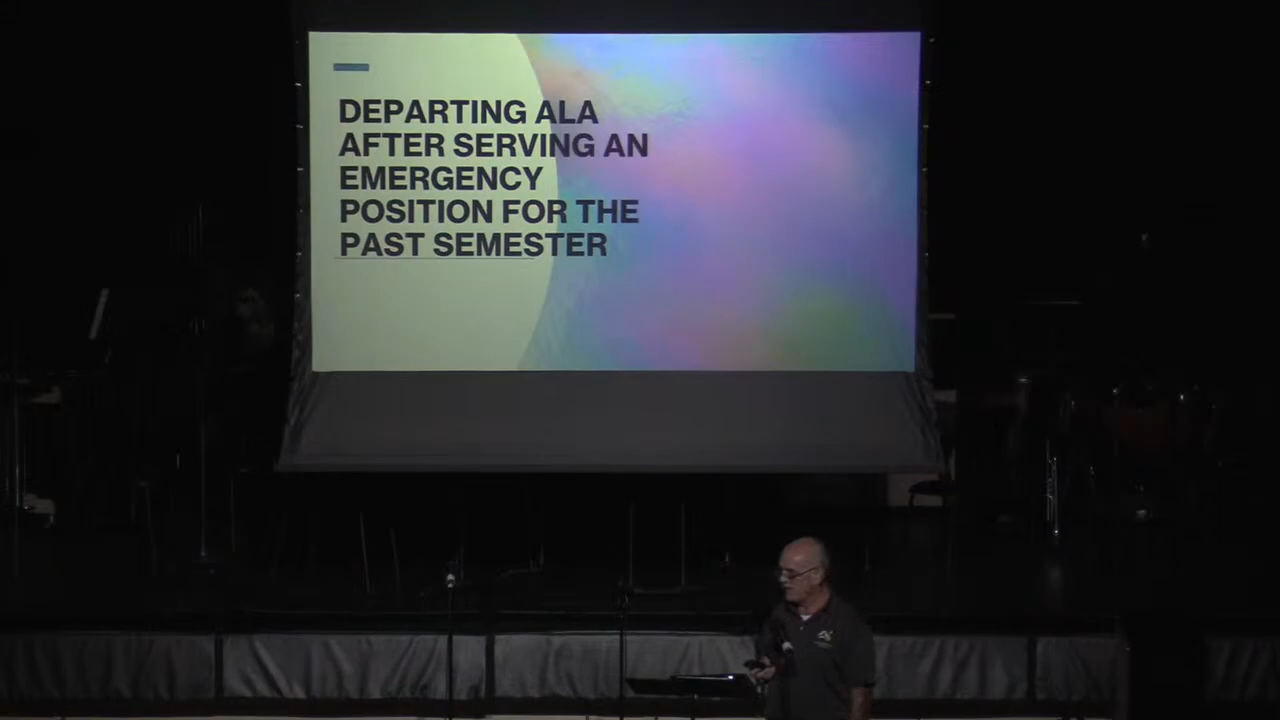 DEPARTING ALA
AFTER SERVING AN
EMERGENCY
POSITION FOR THE
PAST SEMESTER